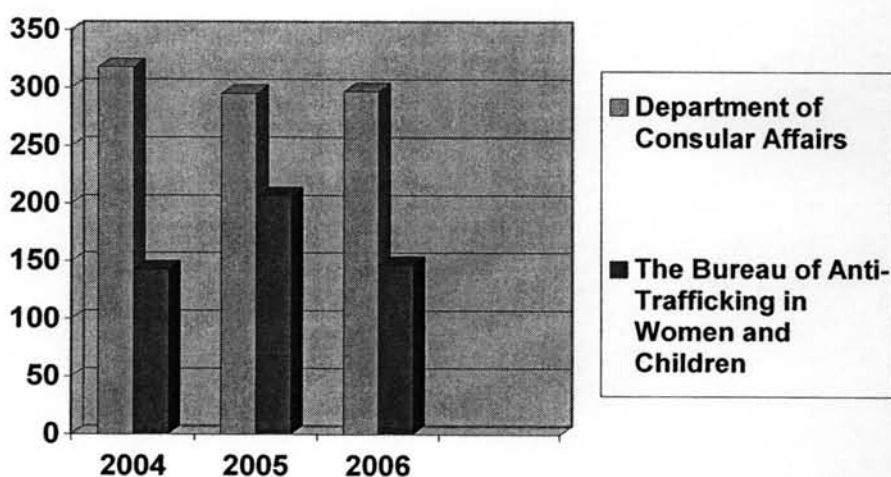 350
300
250
200
150
100
50
0
2004 2005 2006
Department of
Consular Affairs
The Bureau of Anti-
Trafficking in
Women and
Children